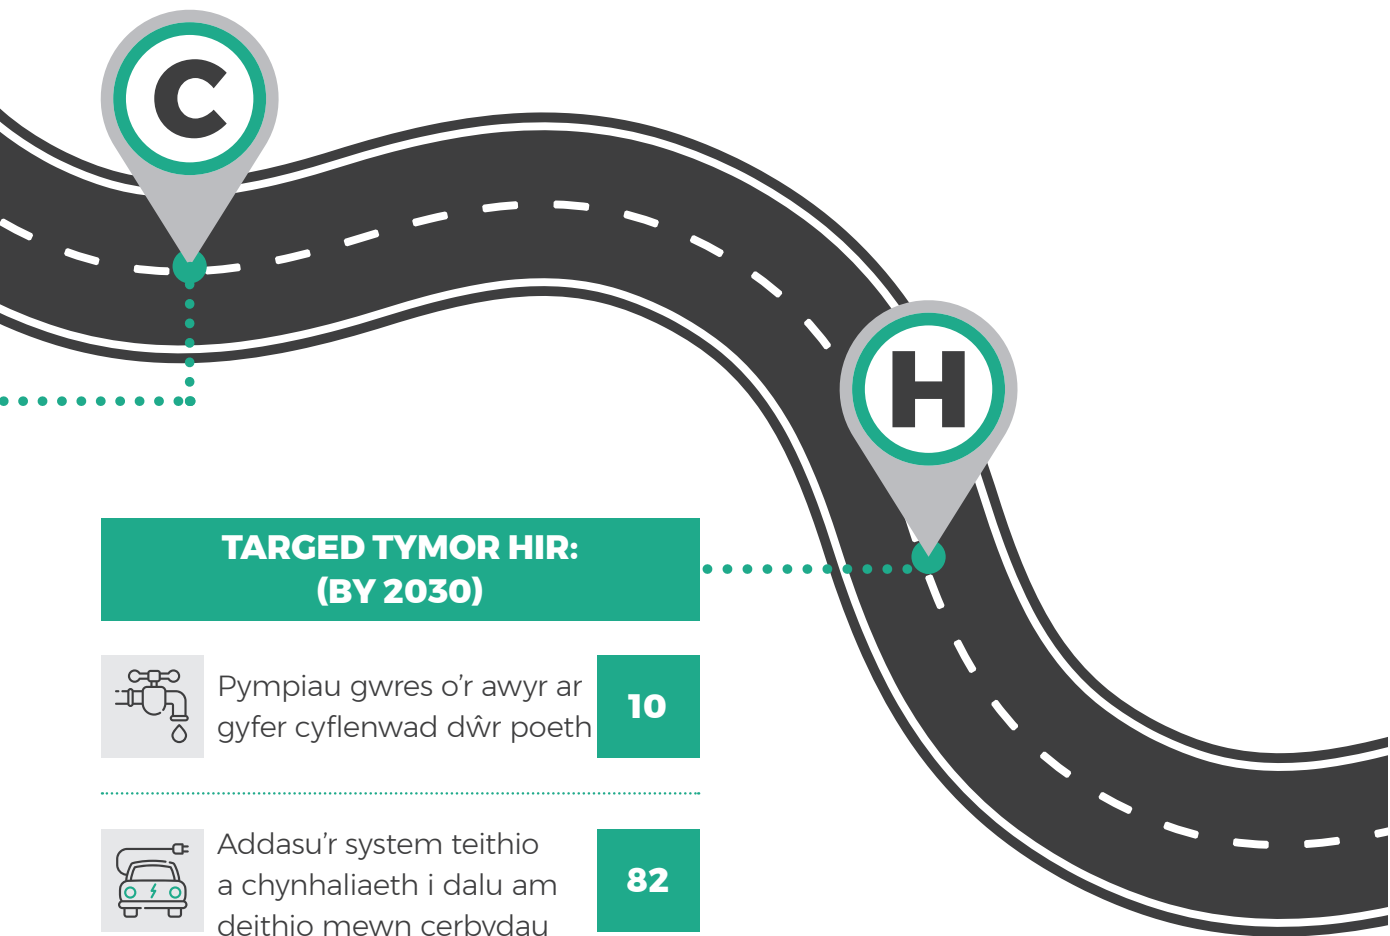 C
H
TARGED TYMOR HIR:
(BY 2030)
Pympiau gwres o’r awyr ar
gyfer cyflenwad dŵr poeth
10
Addasu’r system teithio
a chynhaliaeth i dalu am
deithio mewn cerbydau
82